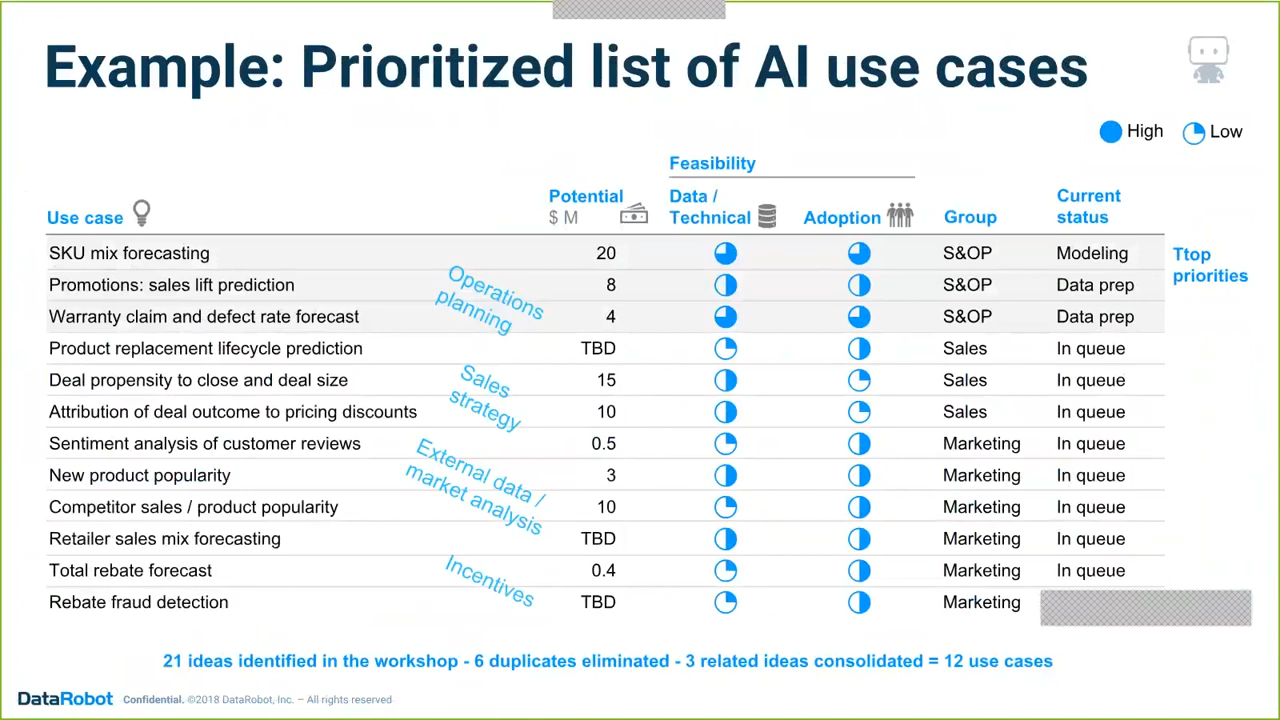 Example: Prioritized list of AI use cases
High Low
Feasibility
Use case Potential $ M Data / Technical Adoption Group Current status
SKU mix forecasting 20 S&OP Modeling
Ttop priorities
Promotions: sales lift prediction 8 S&OP Data prep
Operations planning
Warranty claim and defect rate forecast 4 S&OP Data prep
Product replacement lifecycle prediction TBD Sales In queue
Deal propensity to close and deal size 15 Sales In queue
Sales strategy
Attribution of deal outcome to pricing discounts 10 Sales In queue
Sentiment analysis of customer reviews 0.5 Marketing In queue
New product popularity 3 Marketing In queue
External data / market analysis
Competitor sales / product popularity 10 Marketing In queue
Retailer sales mix forecasting TBD Marketing In queue
Total rebate forecast 0.4 Marketing In queue
Incentives
Rebate fraud detection TBD Marketing
21 ideas identified in the workshop - 6 duplicates eliminated - 3 related ideas consolidated = 12 use cases
DataRobot Confidential. ©2018 DataRobot, Inc. – All rights reserved